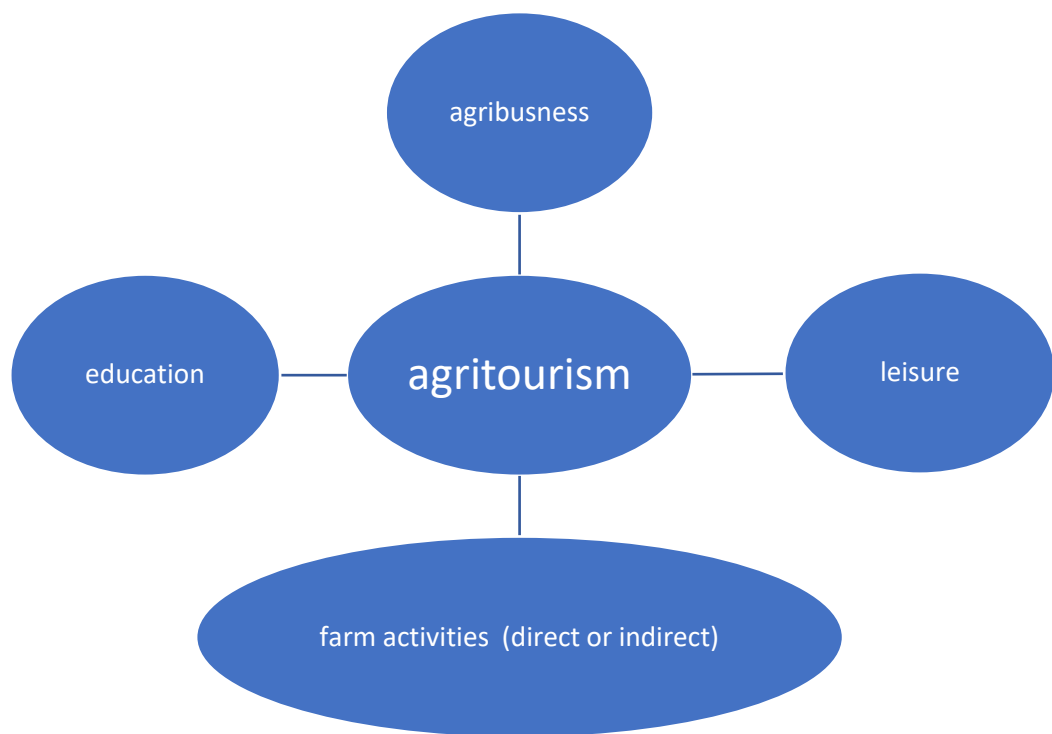 agribusness
education
agritourism
leisure
farm activities  (direct or indirect)